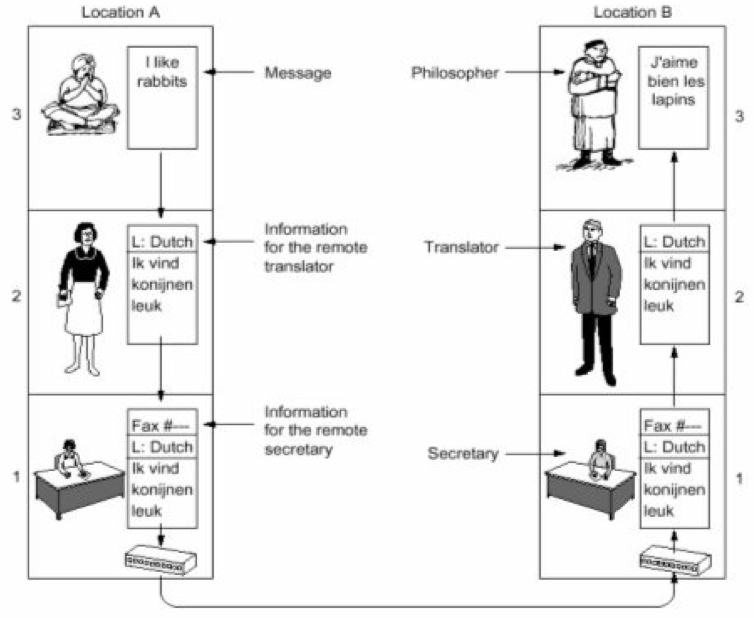 Location A
Location B
I like
rabbits
Message
Philosopher
J'aime
bien les
lapins
3
3
L: Dutch
Ik vind
konijnen
leuk
Information
for the remote
translator
Translator
L: Dutch
Ik vind
konijnen
leuk
2
2
Fax #---
L: Dutch
Ik vind
konijnen
leuk
Information
for the remote
secretary
Secretary
Fax #---
L: Dutch
Ik vind
konijnen
leuk
1
1